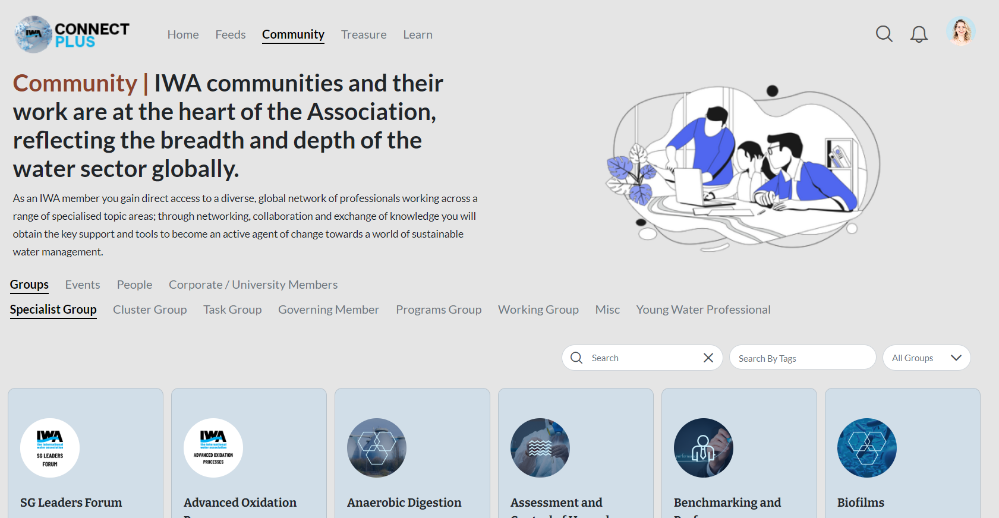 IWA CONNECT
PLUS
Home Feeds Community Treasure Learn
Community | IWA communities and their
work are at the heart of the Association,
reflecting the breadth and depth of the
water sector globally.
As an IWA member you gain direct access to a diverse, global network of professionals working across a
range of specialised topic areas; through networking, collaboration and exchange of knowledge you will
obtain the key support and tools to become an active agent of change towards a world of sustainable
water management.
Groups Events People Corporate / University Members
Specialist Group Cluster Group Task Group Governing Member Programs Group Working Group Misc Young Water Professional
Search Search By Tags All Groups
IWA
the international
water association
SG LEADERS
FORUM
IWA
the international
water association
ADVANCED OXIDATION
PROCESSES
SG Leaders Forum
Advanced Oxidation
Anaerobic Digestion
Assessment and
Benchmarking and
Biofilms